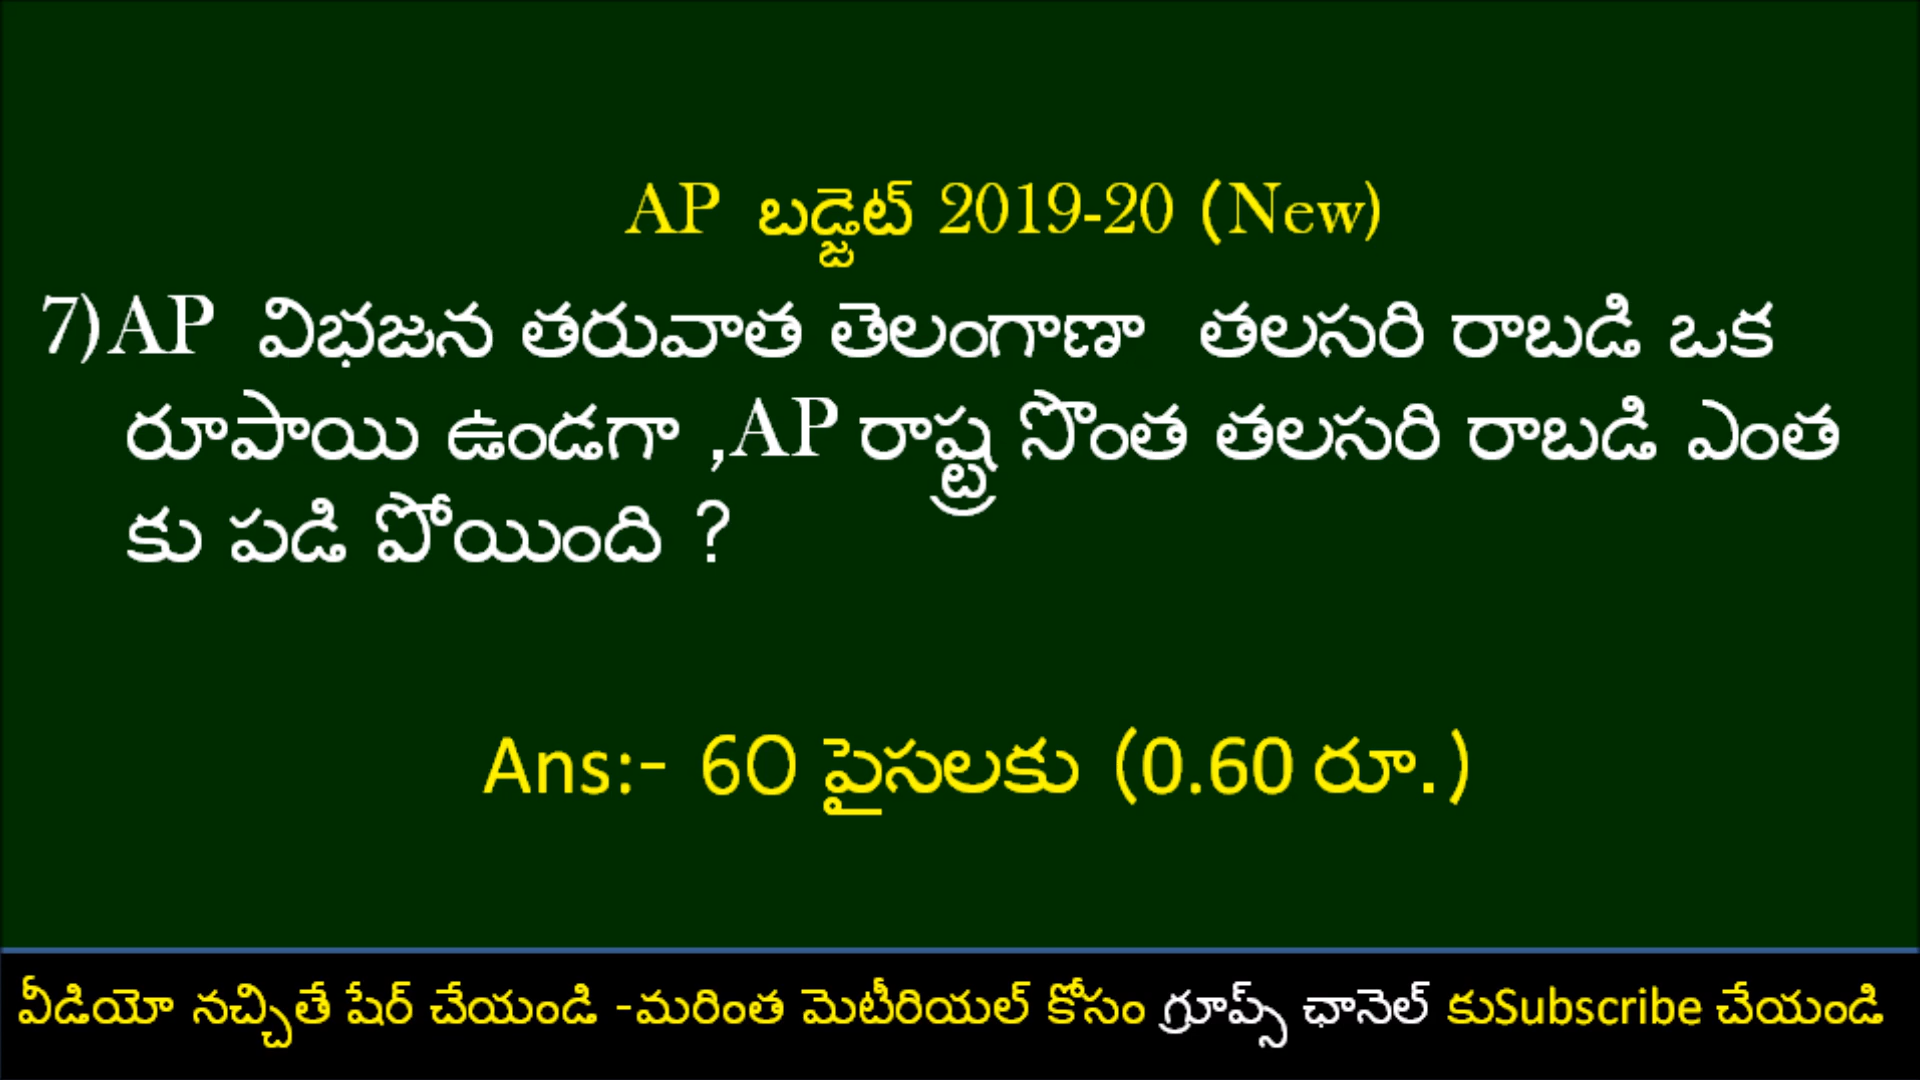 AP బడ్జెట్ 2019-20 (New)
7)AP విభజన తరువాత తెలంగాణా తలసరి రాబడి ఒక
రూపాయి ఉండగా ,AP రాష్ట్ర సొంత తలసరి రాబడి ఎంత
కు పడి పోయింది ?
Ans:- 60 పైసలకు (0.60 రూ.)
వీడియో నచ్చితే షేర్ చేయండి -మరింత మెటీరియల్ కోసం గ్రూప్స్ ఛానెల్ కుSubscribe చేయండి